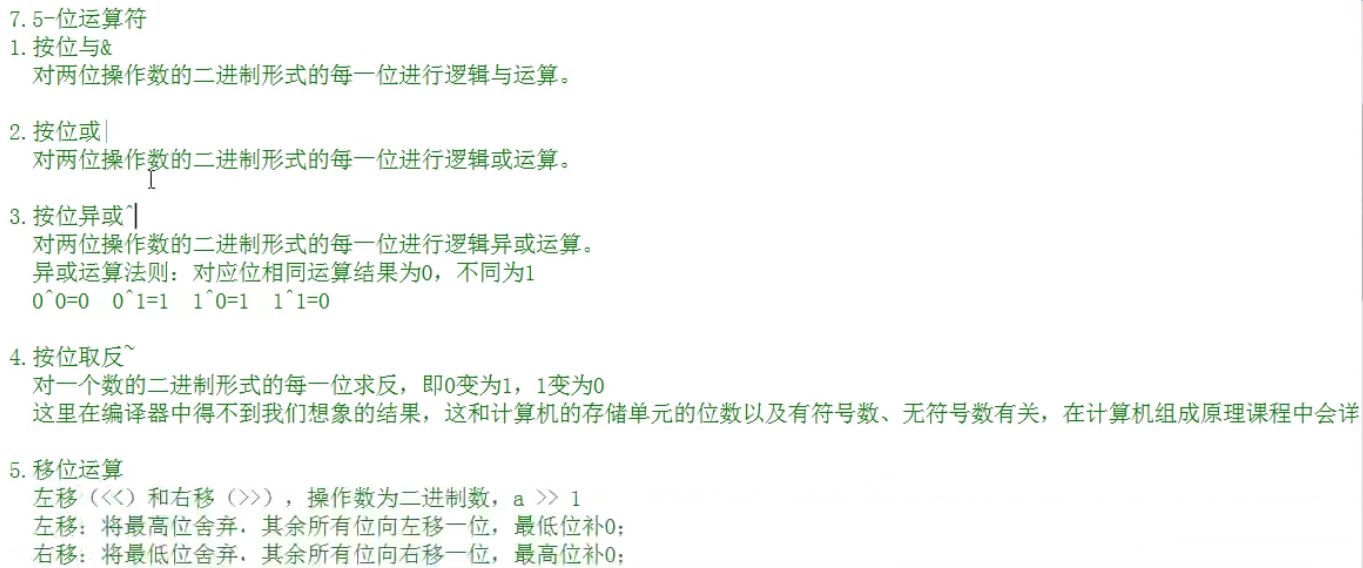 7.5-位运算符
1.按位与&
对两位操作数的二进制形式的每一位进行逻辑与运算。
2.按位或|
对两位操作数的二进制形式的每一位进行逻辑或运算。
3.按位异或^
对两位操作数的二进制形式的每一位进行逻辑异或运算。
异或运算法则：对应位相同运算结果为0，不同为1
0^0=0 0^1=1 1^0=1 1^1=0
4.按位取反~
对一个数的二进制形式的每一位求反，即0变为1，1变为0
这里在编译器中得不到我们想象的结果，这和计算机的存储单元的位数以及有符号数、无符号数有关，在计算机组成原理课程中会详
5.移位运算
左移（<<）和右移（>>），操作数为二进制数，a >> 1
左移：将最高位舍弃．其余所有位向左移一位，最低位补0；
右移：将最低位舍弃．其余所有位向右移一位，最高位补0；